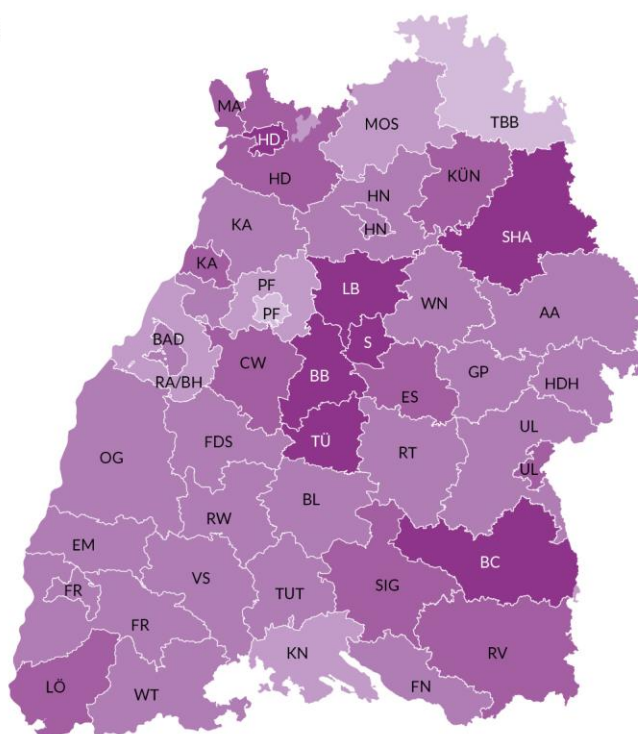 MA
MOS
TBB
HD
HD
KÜN
HN
KA
HN
SHA
KA
PF
LB
WN
AA
PF
BAD
S
CW
BB
GP
RA/BH
ES
HDH
UL
TÜ
FDS
RT
OG
UL
BL
RW
EM
BC
VS
FR
TUT
SIG
FR
KN
RV
LÖ
WT
FN